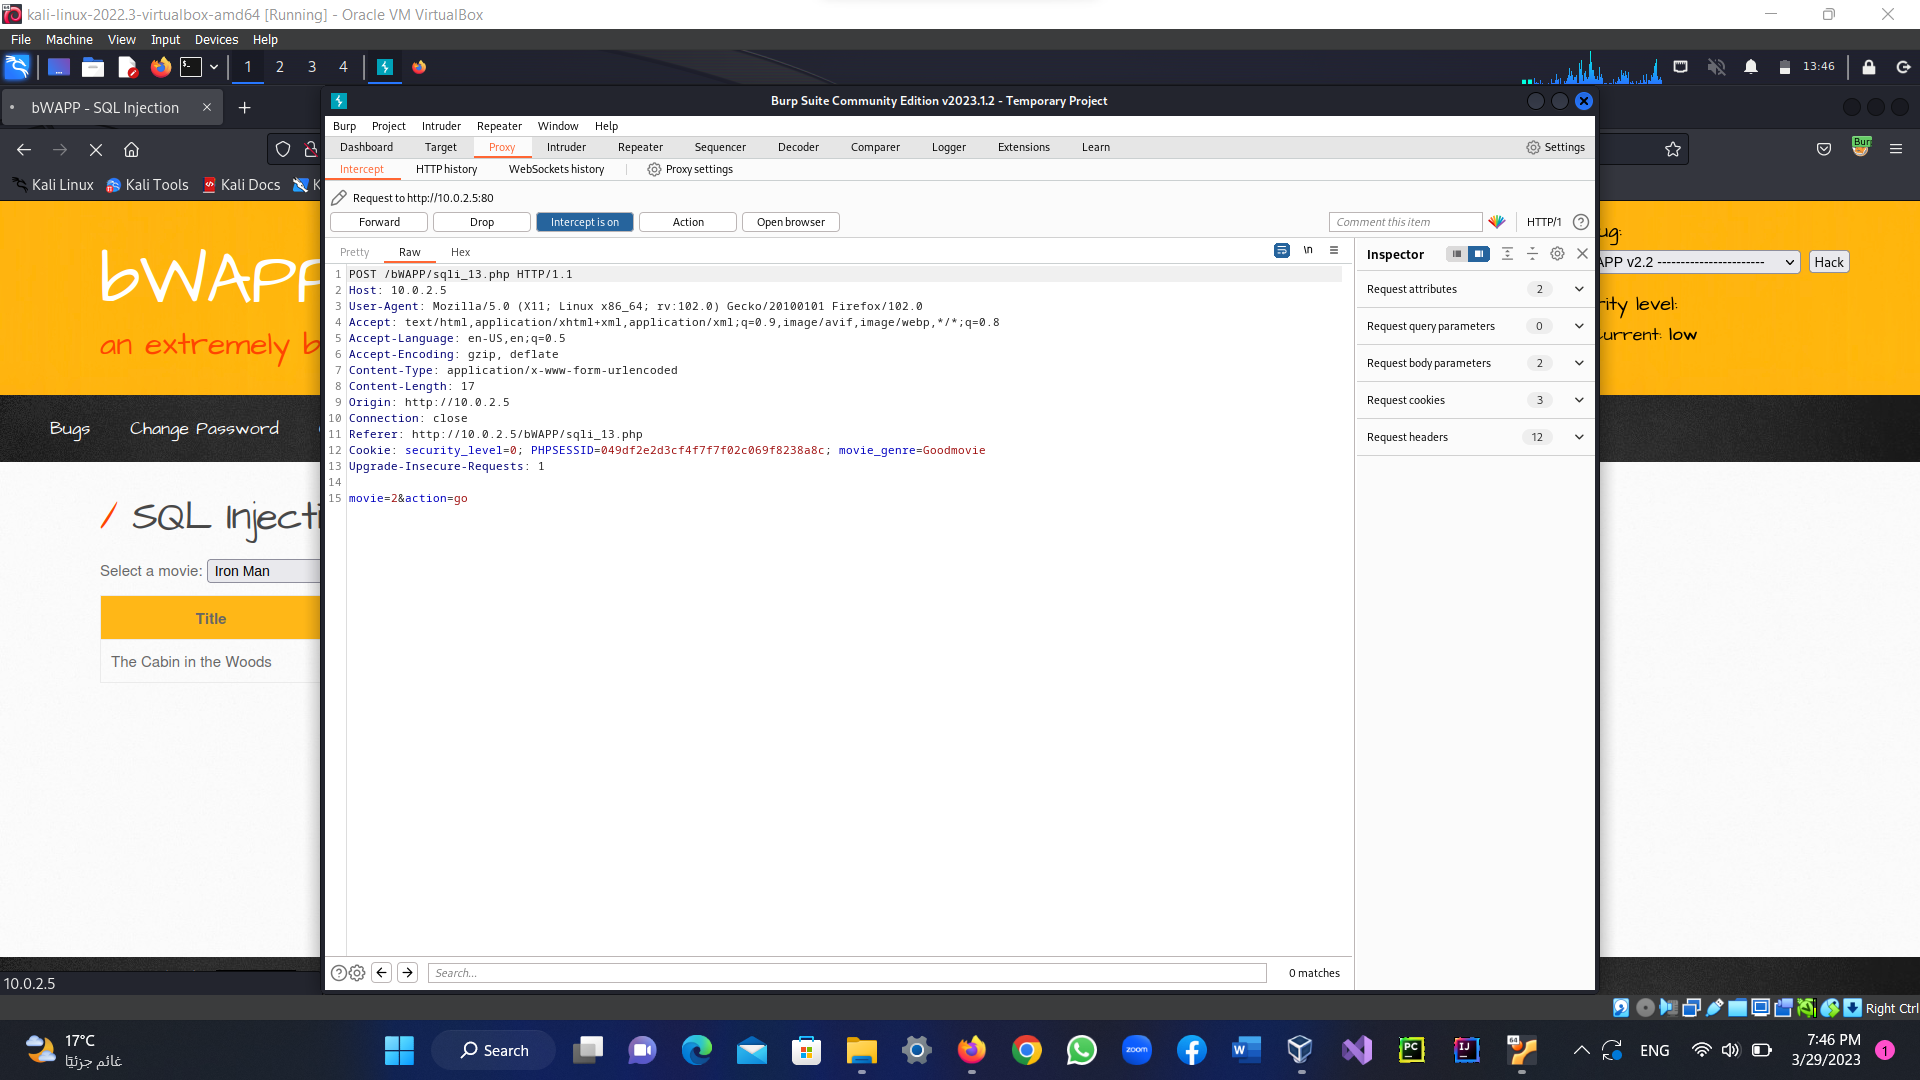 kali-linux-2022.3-virtualbox-amd64 [Running] - Oracle VM VirtualBox
File Machine View Input Devices Help
1 2 3 4
13:46
bWAPP - SQL Injection
Burp Suite Community Edition v2023.1.2 - Temporary Project
Burp Project Intruder Repeater Window Help
Dashboard Target Proxy Intruder Repeater Sequencer Decoder Comparer Logger Extensions Learn Settings
Intercept HTTP history WebSockets history Proxy settings
Kali Linux Kali Tools Kali Docs K
Request to http://10.0.2.5:80
Forward Drop Intercept is on Action Open browser Comment this item HTTP/1
Pretty Raw Hex \n
Inspector
Request attributes 2
Request query parameters 0
Request body parameters 2
Request cookies 3
Request headers 12
1 POST /bWAPP/sqli_13.php HTTP/1.1
2 Host: 10.0.2.5
3 User-Agent: Mozilla/5.0 (X11; Linux x86_64; rv:102.0) Gecko/20100101 Firefox/102.0
4 Accept: text/html,application/xhtml+xml,application/xml;q=0.9,image/avif,image/webp,*/*;q=0.8
5 Accept-Language: en-US,en;q=0.5
6 Accept-Encoding: gzip, deflate
7 Content-Type: application/x-www-form-urlencoded
8 Content-Length: 17
9 Origin: http://10.0.2.5
10 Connection: close
11 Referer: http://10.0.2.5/bWAPP/sqli_13.php
12 Cookie: security_level=0; PHPSESSID=049df2e2d3cf4f7f7f02c069f8238a8c; movie_genre=Goodmovie
13 Upgrade-Insecure-Requests: 1
14
15 movie=2&action=go
Search... 0 matches
bWAPP
an extremely b
ug:
APP v2.2 ----------------------- Hack
rity level:
current: low
Bugs Change Password
/ SQL Injecti
Select a movie: Iron Man
Title
The Cabin in the Woods
10.0.2.5
Right Ctrl
17°C
غائم جزئيًا
Search
zoom
ENG
7:46 PM
3/29/2023
1